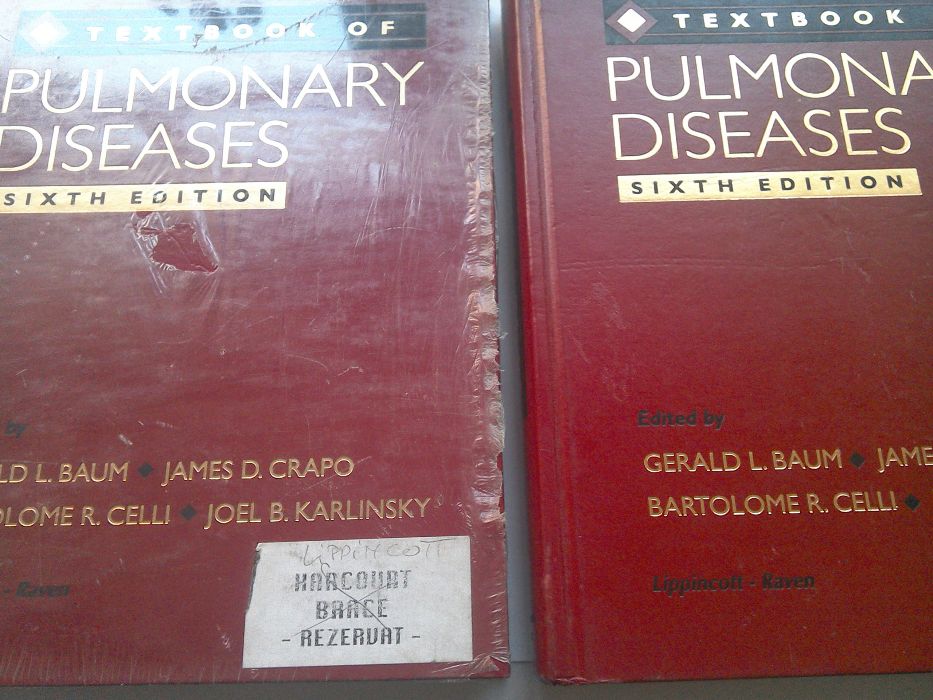 TEXTBOOK OF
PULMONARY
DISEASES
SIXTH EDITION
by
LD L. BAUM ◆ JAMES D. CRAPO
OLOME R. CELLI ◆ JOEL B. KARLINSKY
- Raven
LIPPINCOTT
HARCOURT
BRACE
- REZERVAT -
TEXTBOOK
PULMONA
DISEASES
SIXTH EDITION
Edited by
GERALD L. BAUM ◆ JAME
BARTOLOME R. CELLI ◆
Lippincott - Raven